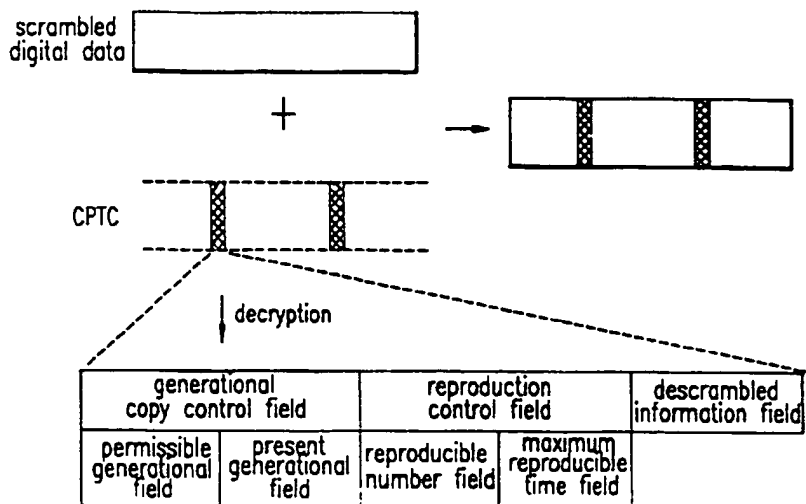 scrambled
digital data
+
CPTC
decryption
generational
copy control field
reproduction
control field
descrambled
information field
permissible
generational
field
present
generational field
reproducible
number field
maximum
reproducible
time field